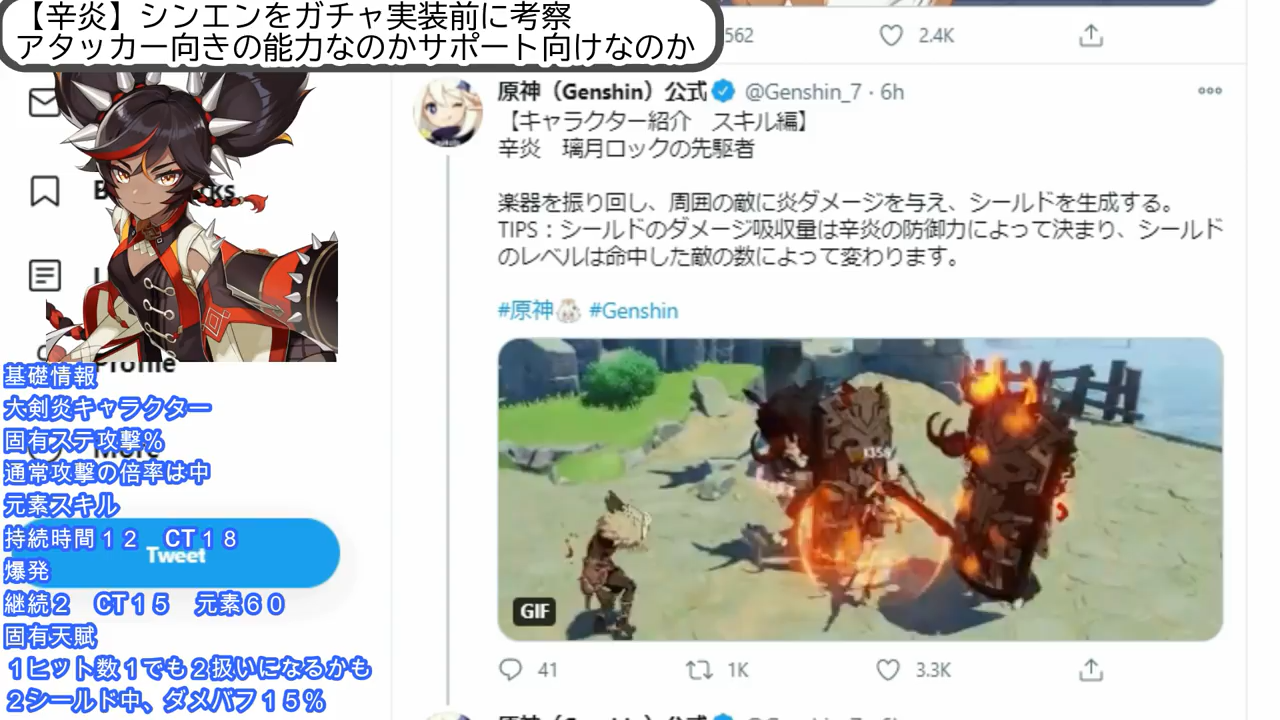 【辛炎】シンエンをガチャ実装前に考察
アタッカー向きの能力なのかサポート向けなのか
562
2.4K
原神（Genshin）公式
@Genshin_7 · 6h
【キャラクター紹介　スキル編】
辛炎　璃月ロックの先駆者
楽器を振り回し、周囲の敵に炎ダメージを与え、シールドを生成する。
TIPS：シールドのダメージ吸収量は辛炎の防御力によって決まり、シールド
のレベルは命中した敵の数によって変わります。
#原神 #Genshin
GIF
41
1K
3.3K
Profile
More
Tweet
基礎情報
大剣炎キャラクター
固有ステ攻撃％
通常攻撃の倍率は中
元素スキル
持続時間１２　CT１８
爆発
継続２　CT１５　元素６０
固有天賦
１ヒット数１でも２扱いになるかも
２シールド中、ダメバフ１５％